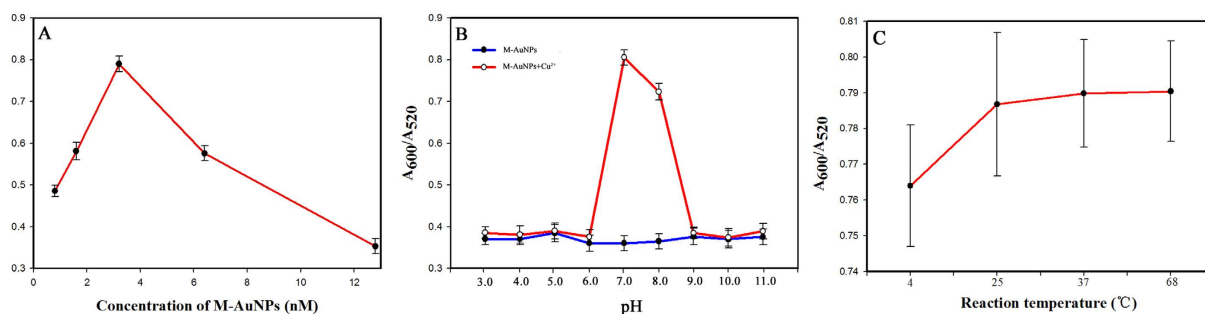 A
0.9
0.8
0.7
0.6
0.5
0.4
0.3
0 2 4 6 8 10 12
Concentration of M-AuNPs (nM)
B
M-AuNPs
M-AuNPs+Cu²⁺
A600/A520
0.9
0.8
0.7
0.6
0.5
0.4
0.3
3.0 4.0 5.0 6.0 7.0 8.0 9.0 10.0 11.0
pH
C
A600/A520
0.81
0.80
0.79
0.78
0.77
0.76
0.75
0.74
4 25 37 68
Reaction temperature (℃)